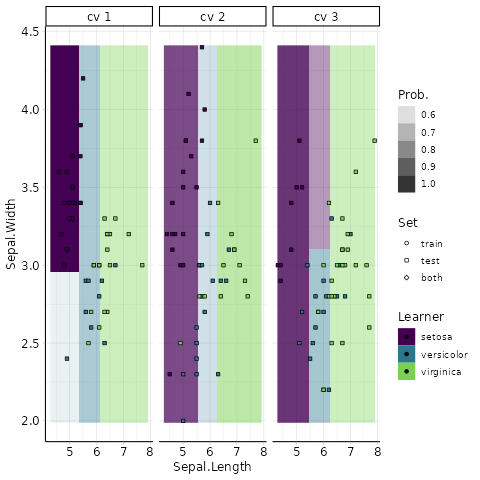 cv 1
cv 2
cv 3
4.5
4.0
3.5
3.0
2.5
2.0
Sepal.Width
5 6 7 8
5 6 7 8
5 6 7 8
Sepal.Length
Prob.
0.6
0.7
0.8
0.9
1.0
Set
train
test
both
Learner
setosa
versicolor
virginica